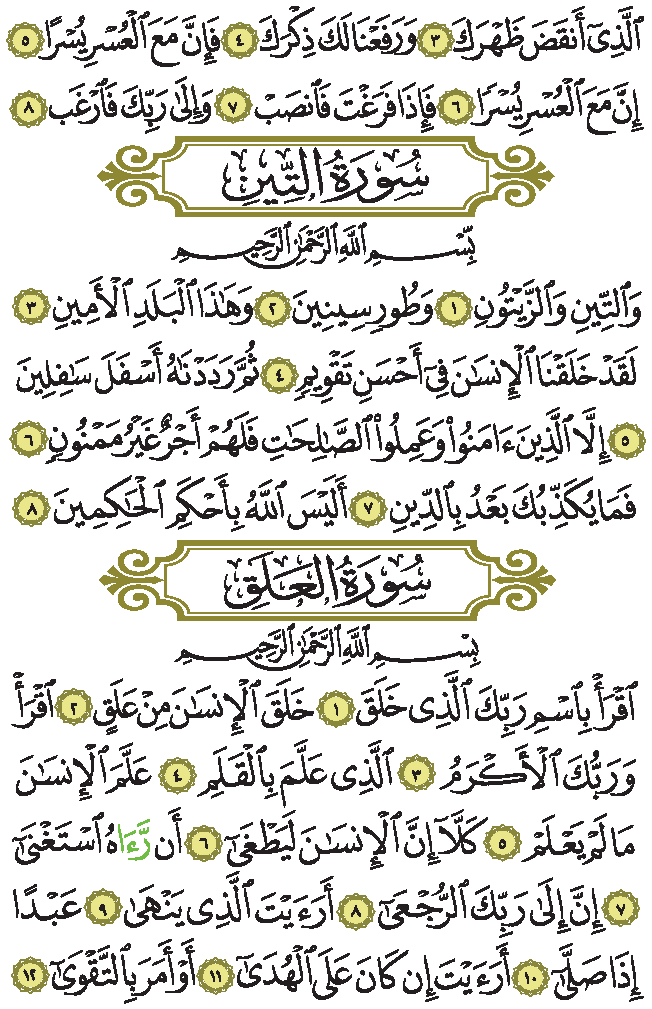 ٱلَّذِىٓ أَنقَضَ ظَهْرَكَ ٣ وَرَفَعْنَا لَكَ ذِكْرَكَ ٤ فَإِنَّ مَعَ ٱلْعُسْرِ يُسْرًا ٥
إِنَّ مَعَ ٱلْعُسْرِ يُسْرًا ٦ فَإِذَا فَرَغْتَ فَٱنصَبْ ٧ وَإِلَىٰ رَبِّكَ فَٱرْغَب ٨
سُورَةُ التِّينِ
بِّسْمِ ٱللَّهِ ٱلرَّحْمَٰنِ ٱلرَّحِيمِ
وَٱلتِّينِ وَٱلزَّيْتُونِ ١ وَطُورِ سِينِينَ ٢ وَهَٰذَا ٱلْبَلَدِ ٱلْأَمِينِ ٣
لَقَدْ خَلَقْنَا ٱلْإِنسَٰنَ فِىٓ أَحْسَنِ تَقْوِيمٍ ٤ ثُمَّ رَدَدْنَٰهُ أَسْفَلَ سَٰفِلِينَ
٥ إِلَّا ٱلَّذِينَ ءَامَنُوا۟ وَعَمِلُوا۟ ٱلصَّٰلِحَٰتِ فَلَهُمْ أَجْرٌ غَيْرُ مَمْنُونٍ ٦
فَمَا يُكَذِّبُكَ بَعْدُ بِٱلدِّينِ ٧ أَلَيْسَ ٱللَّهُ بِأَحْكَمِ ٱلْحَٰكِمِينَ ٨
سُورَةُ العَلَقِ
بِسْمِ ٱللَّهِ ٱلرَّحْمَٰنِ ٱلرَّحِيمِ
ٱقْرَأْ بِٱسْمِ رَبِّكَ ٱلَّذِى خَلَقَ ١ خَلَقَ ٱلْإِنسَٰنَ مِنْ عَلَقٍ ٢ ٱقْرَأْ
وَرَبُّكَ ٱلْأَكْرَمُ ٣ ٱلَّذِى عَلَّمَ بِٱلْقَلَمِ ٤ عَلَّمَ ٱلْإِنسَٰنَ
مَا لَمْ يَعْلَمْ ٥ كَلَّآ إِنَّ ٱلْإِنسَٰنَ لَيَطْغَىٰٓ ٦ أَن رَّءَاهُ ٱسْتَغْنَىٰٓ
٧ إِنَّ إِلَىٰ رَبِّكَ ٱلرُّجْعَىٰٓ ٨ أَرَءَيْتَ ٱلَّذِى يَنْهَىٰ ٩ عَبْدًا
إِذَا صَلَّىٰٓ ١٠ أَرَءَيْتَ إِن كَانَ عَلَى ٱلْهُدَىٰٓ ١١ أَوْ أَمَرَ بِٱلتَّقْوَىٰٓ ١٢